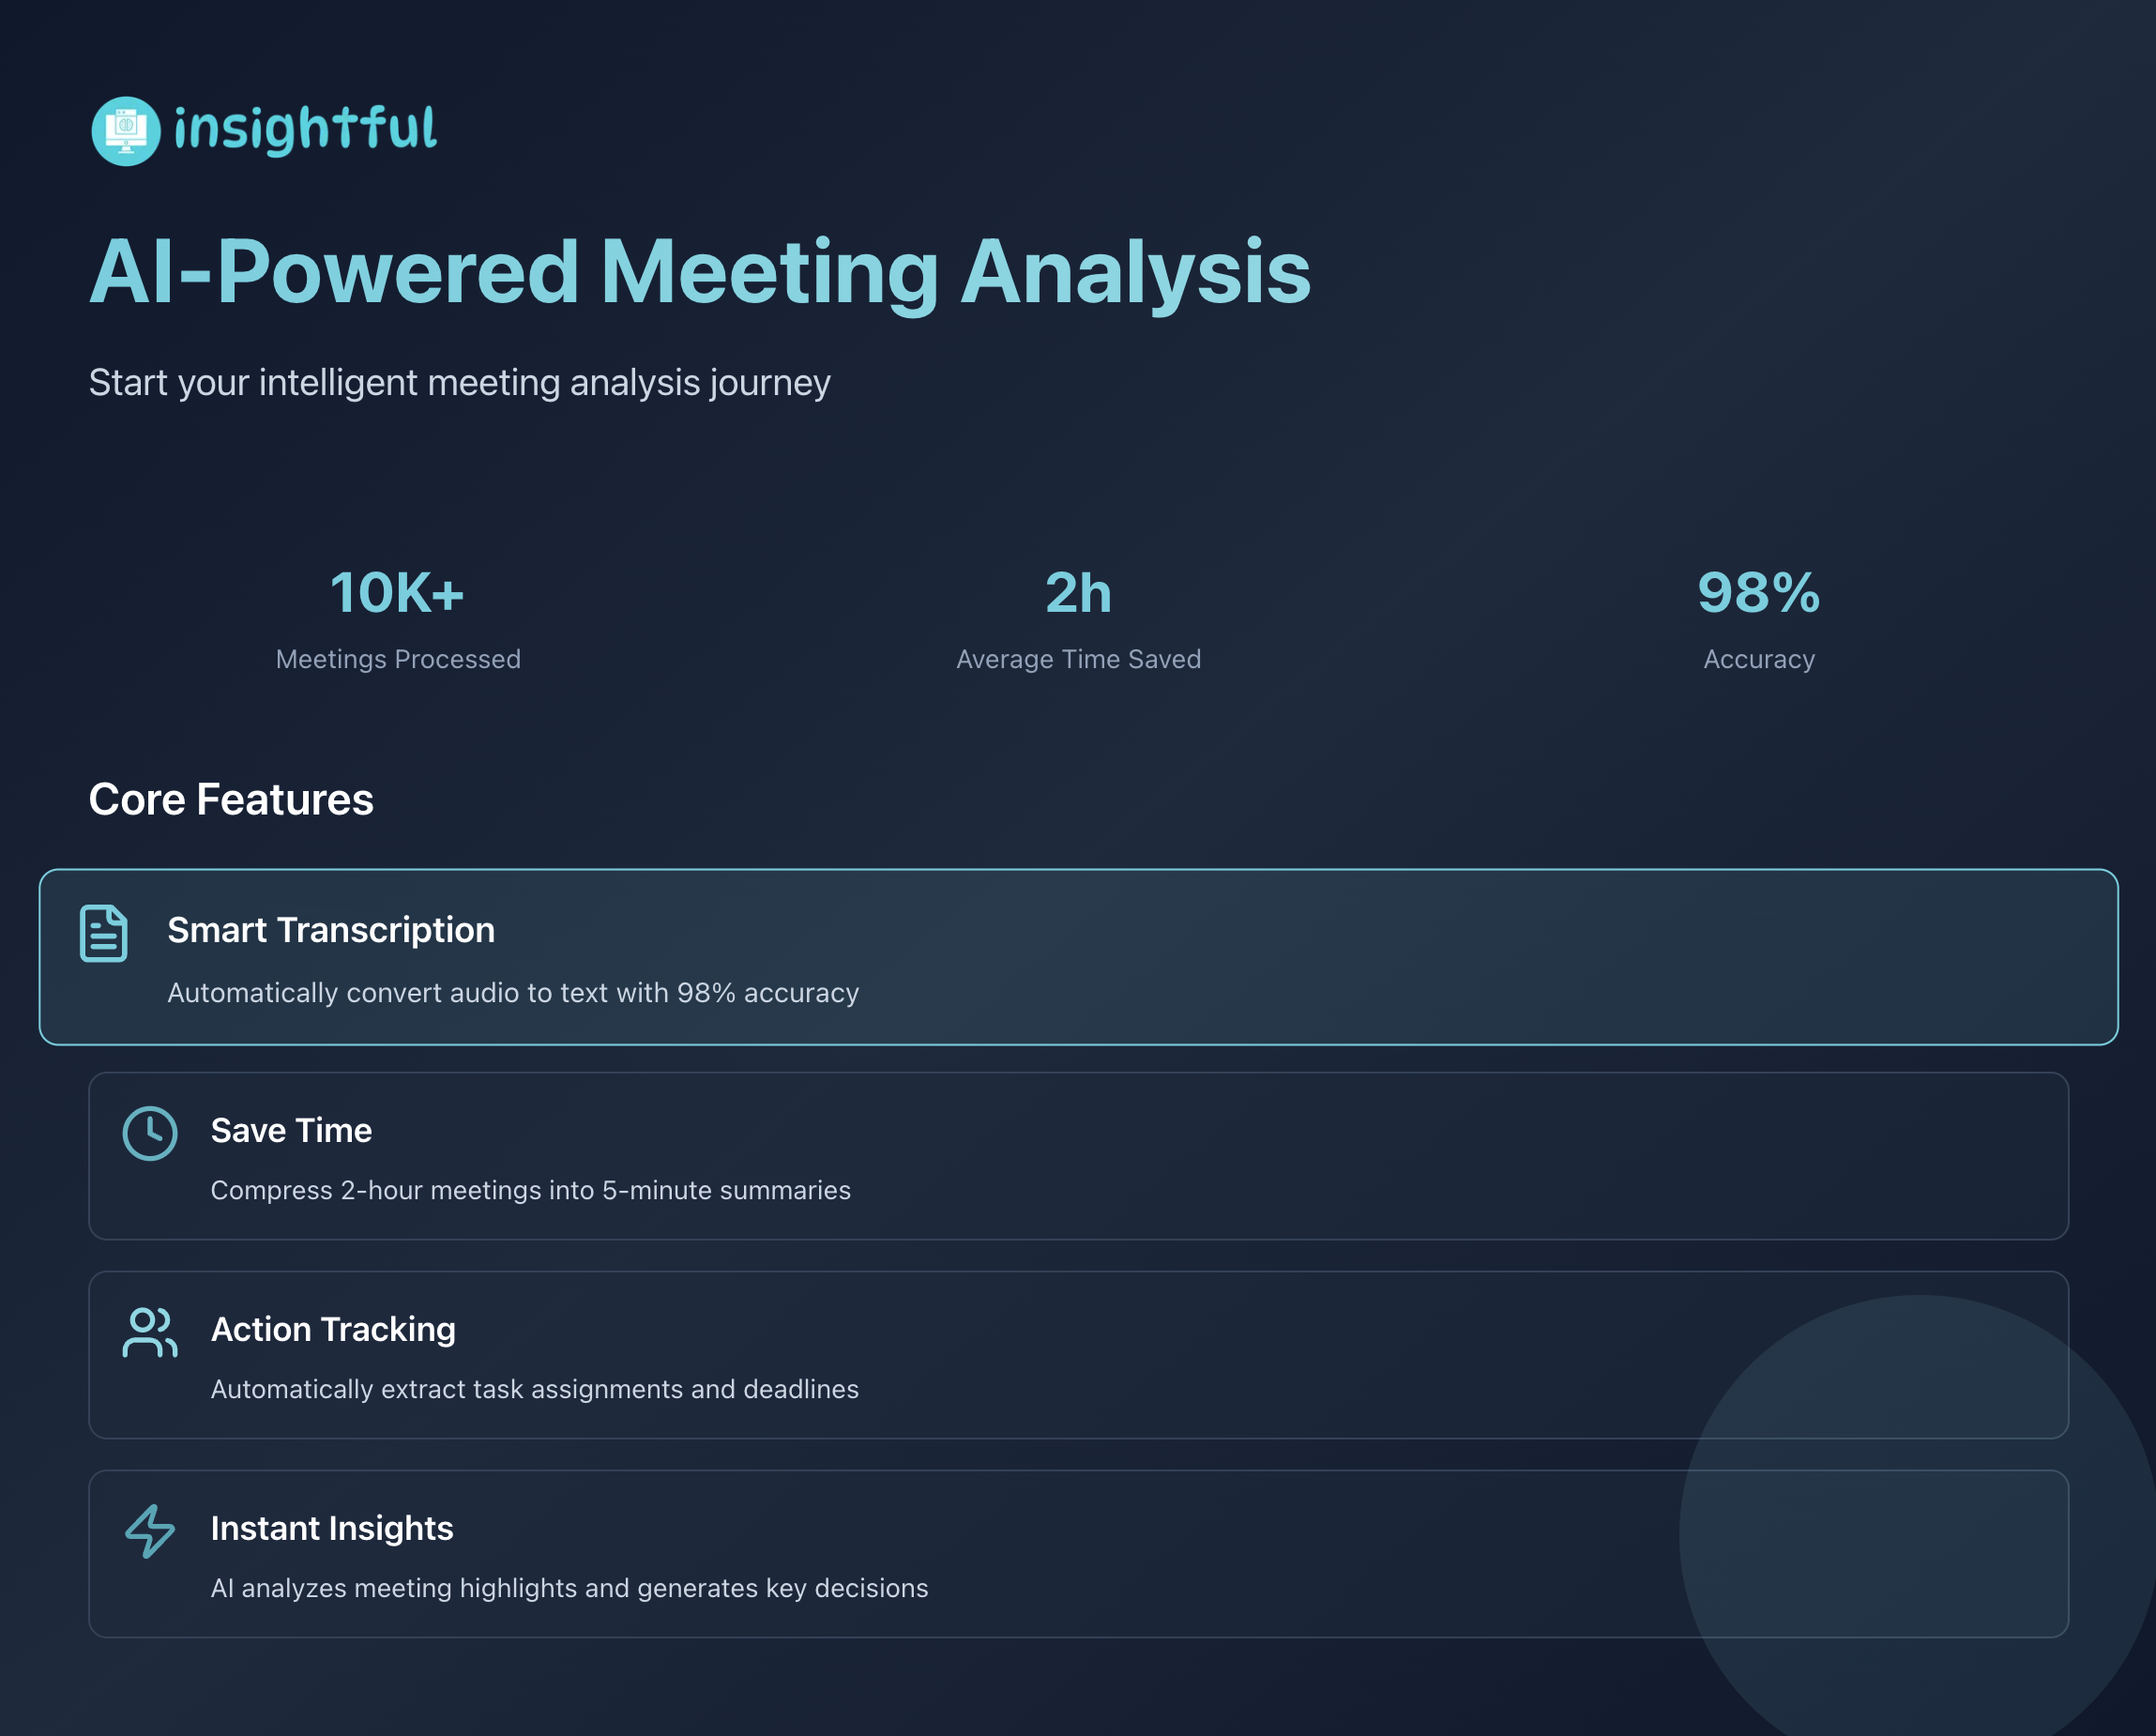 insightful
AI-Powered Meeting Analysis
Start your intelligent meeting analysis journey
10K+
Meetings Processed
2h
Average Time Saved
98%
Accuracy
Core Features
Smart Transcription
Automatically convert audio to text with 98% accuracy
Save Time
Compress 2-hour meetings into 5-minute summaries
Action Tracking
Automatically extract task assignments and deadlines
Instant Insights
AI analyzes meeting highlights and generates key decisions